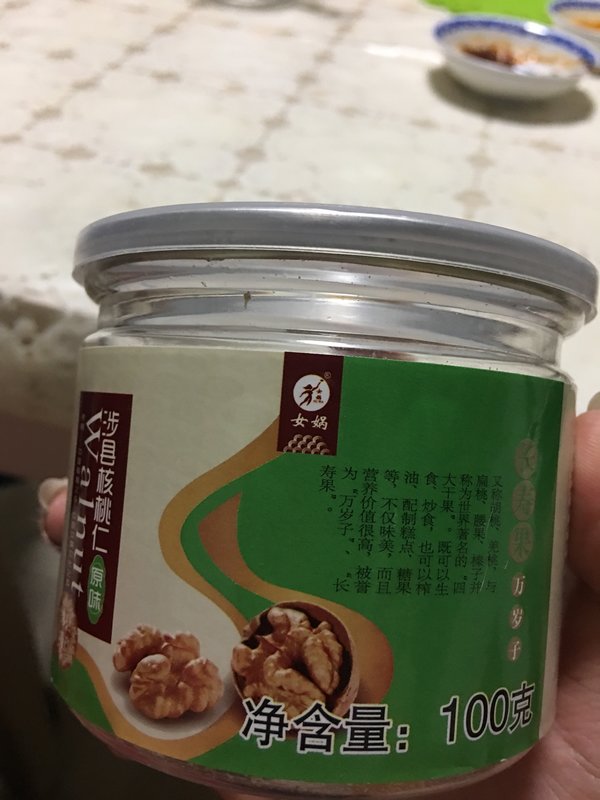 涉县核桃仁
原味
Walnut
®
女娲
长寿果 万岁子
又称胡桃、羌桃，与
扁桃、腰果、榛子并
称为世界著名的“四
大干果”。既可以生
食、炒食，也可以榨
油、配制糕点、糖果
等，不仅味美，而且
营养价值很高，被誉
为“万岁子”、“长
寿果”。
净含量：100克